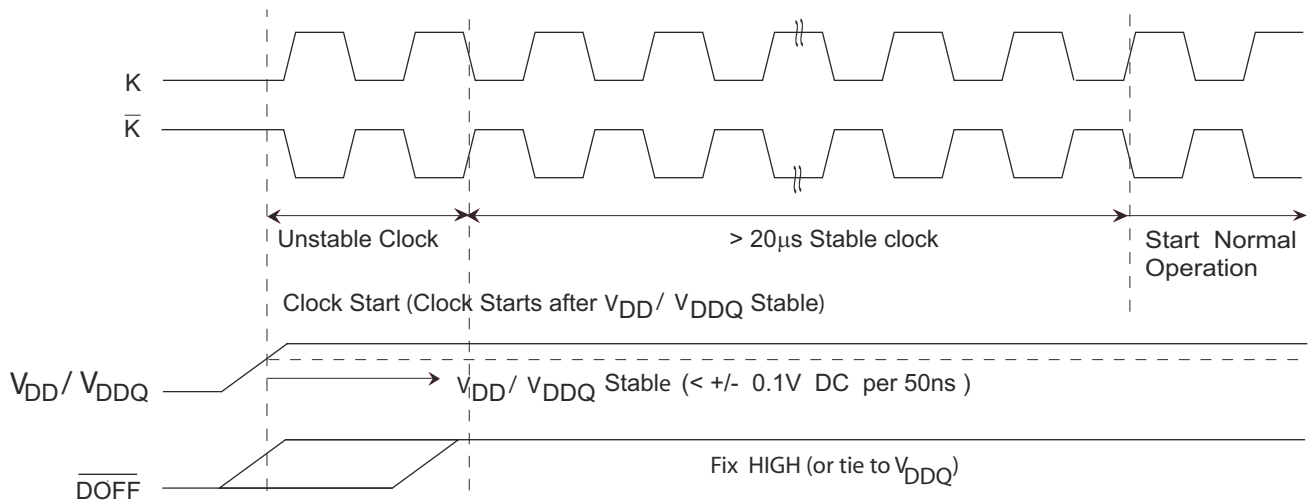 K
K̅
Unstable Clock
> 20μs Stable clock
Start Normal
Operation
Clock Start (Clock Starts after VDD / VDDQ Stable)
VDD / VDDQ
VDD / VDDQ Stable (< +/- 0.1V DC per 50ns )
Fix HIGH (or tie to VDDQ)
D̅O̅F̅F̅